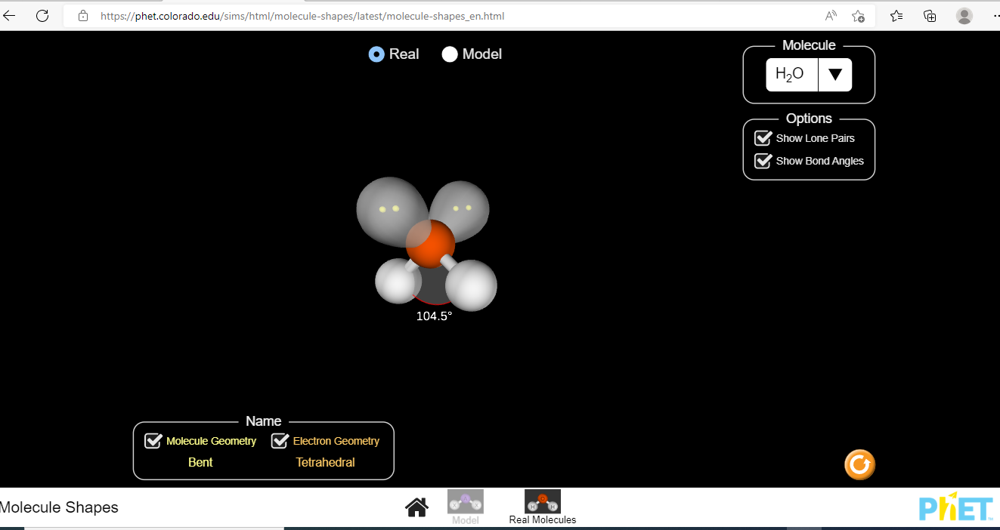 https://phet.colorado.edu/sims/html/molecule-shapes/latest/molecule-shapes_en.html
Real Model
Molecule
H₂O
Options
Show Lone Pairs
Show Bond Angles
104.5°
Name
Molecule Geometry Electron Geometry
Bent Tetrahedral
Molecule Shapes
Model
Real Molecules
PhET